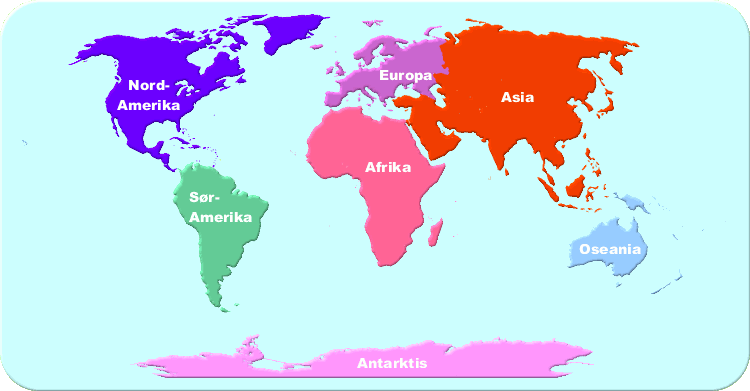 Nord-
Amerika
Europa
Asia
Afrika
Sør-
Amerika
Oseania
Antarktis